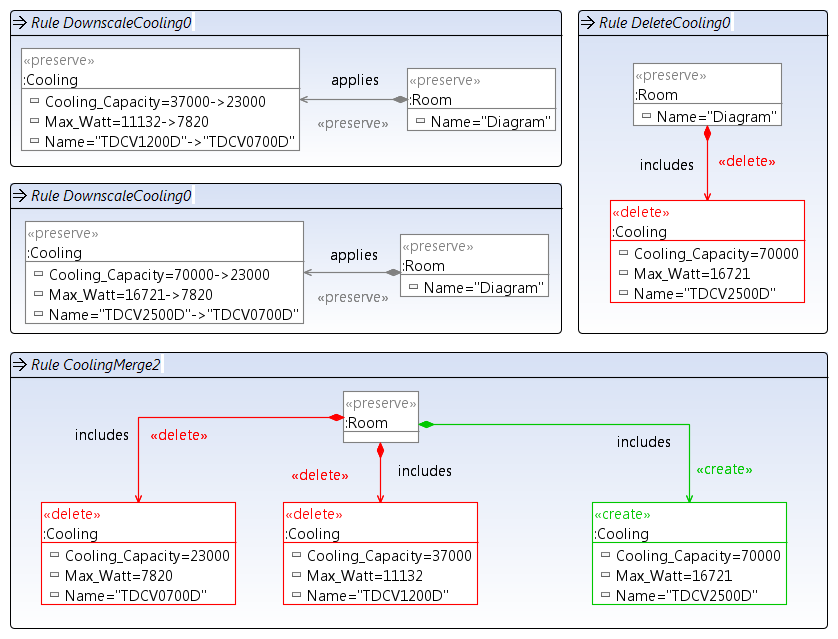 Rule DownscaleCooling0
«preserve»
:Cooling
Cooling_Capacity=37000->23000
Max_Watt=11132->7820
Name="TDCV1200D"->"TDCV0700D"
applies
«preserve»
«preserve»
:Room
Name="Diagram"
Rule DeleteCooling0
«preserve»
:Room
Name="Diagram"
includes
«delete»
«delete»
:Cooling
Cooling_Capacity=70000
Max_Watt=16721
Name="TDCV2500D"
Rule DownscaleCooling0
«preserve»
:Cooling
Cooling_Capacity=70000->23000
Max_Watt=16721->7820
Name="TDCV2500D"->"TDCV0700D"
applies
«preserve»
«preserve»
:Room
Name="Diagram"
Rule CoolingMerge2
«preserve»
:Room
includes
«delete»
«delete»
includes
includes
«create»
«delete»
:Cooling
Cooling_Capacity=23000
Max_Watt=7820
Name="TDCV0700D"
«delete»
:Cooling
Cooling_Capacity=37000
Max_Watt=11132
Name="TDCV1200D"
«create»
:Cooling
Cooling_Capacity=70000
Max_Watt=16721
Name="TDCV2500D"